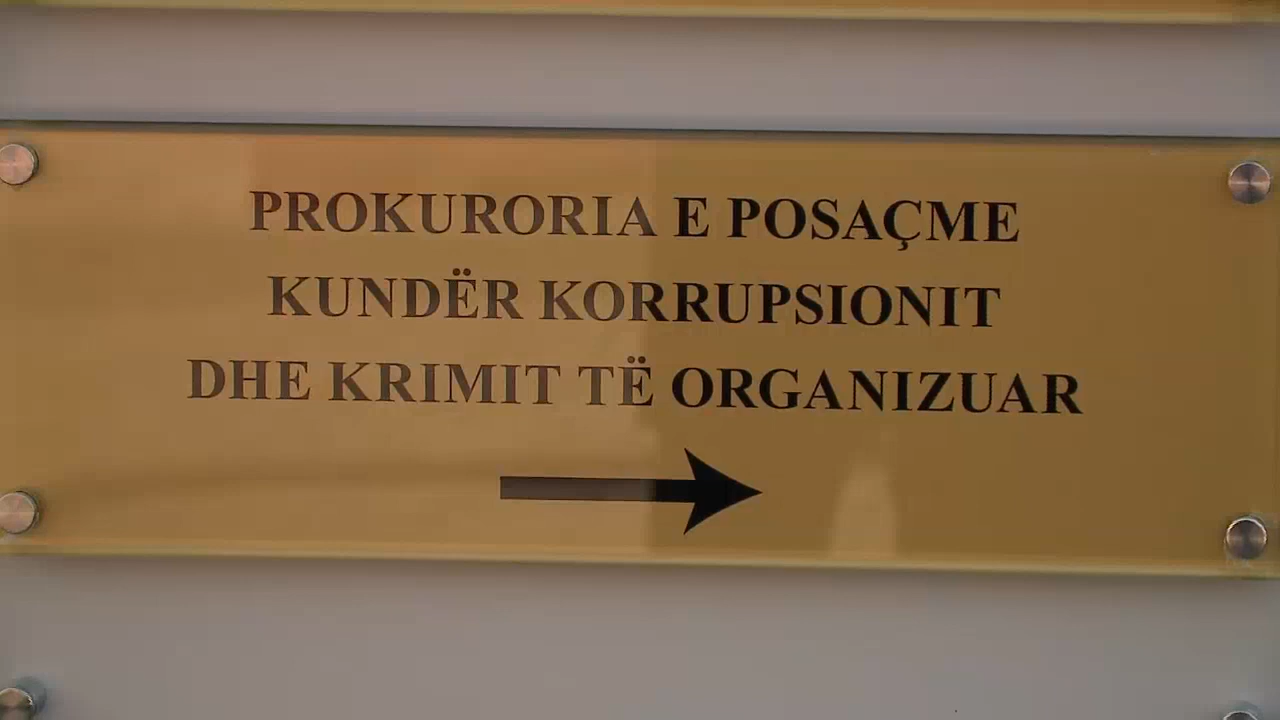 PROKURORIA E POSAÇME
KUNDËR KORRUPSIONIT
DHE KRIMIT TË ORGANIZUAR